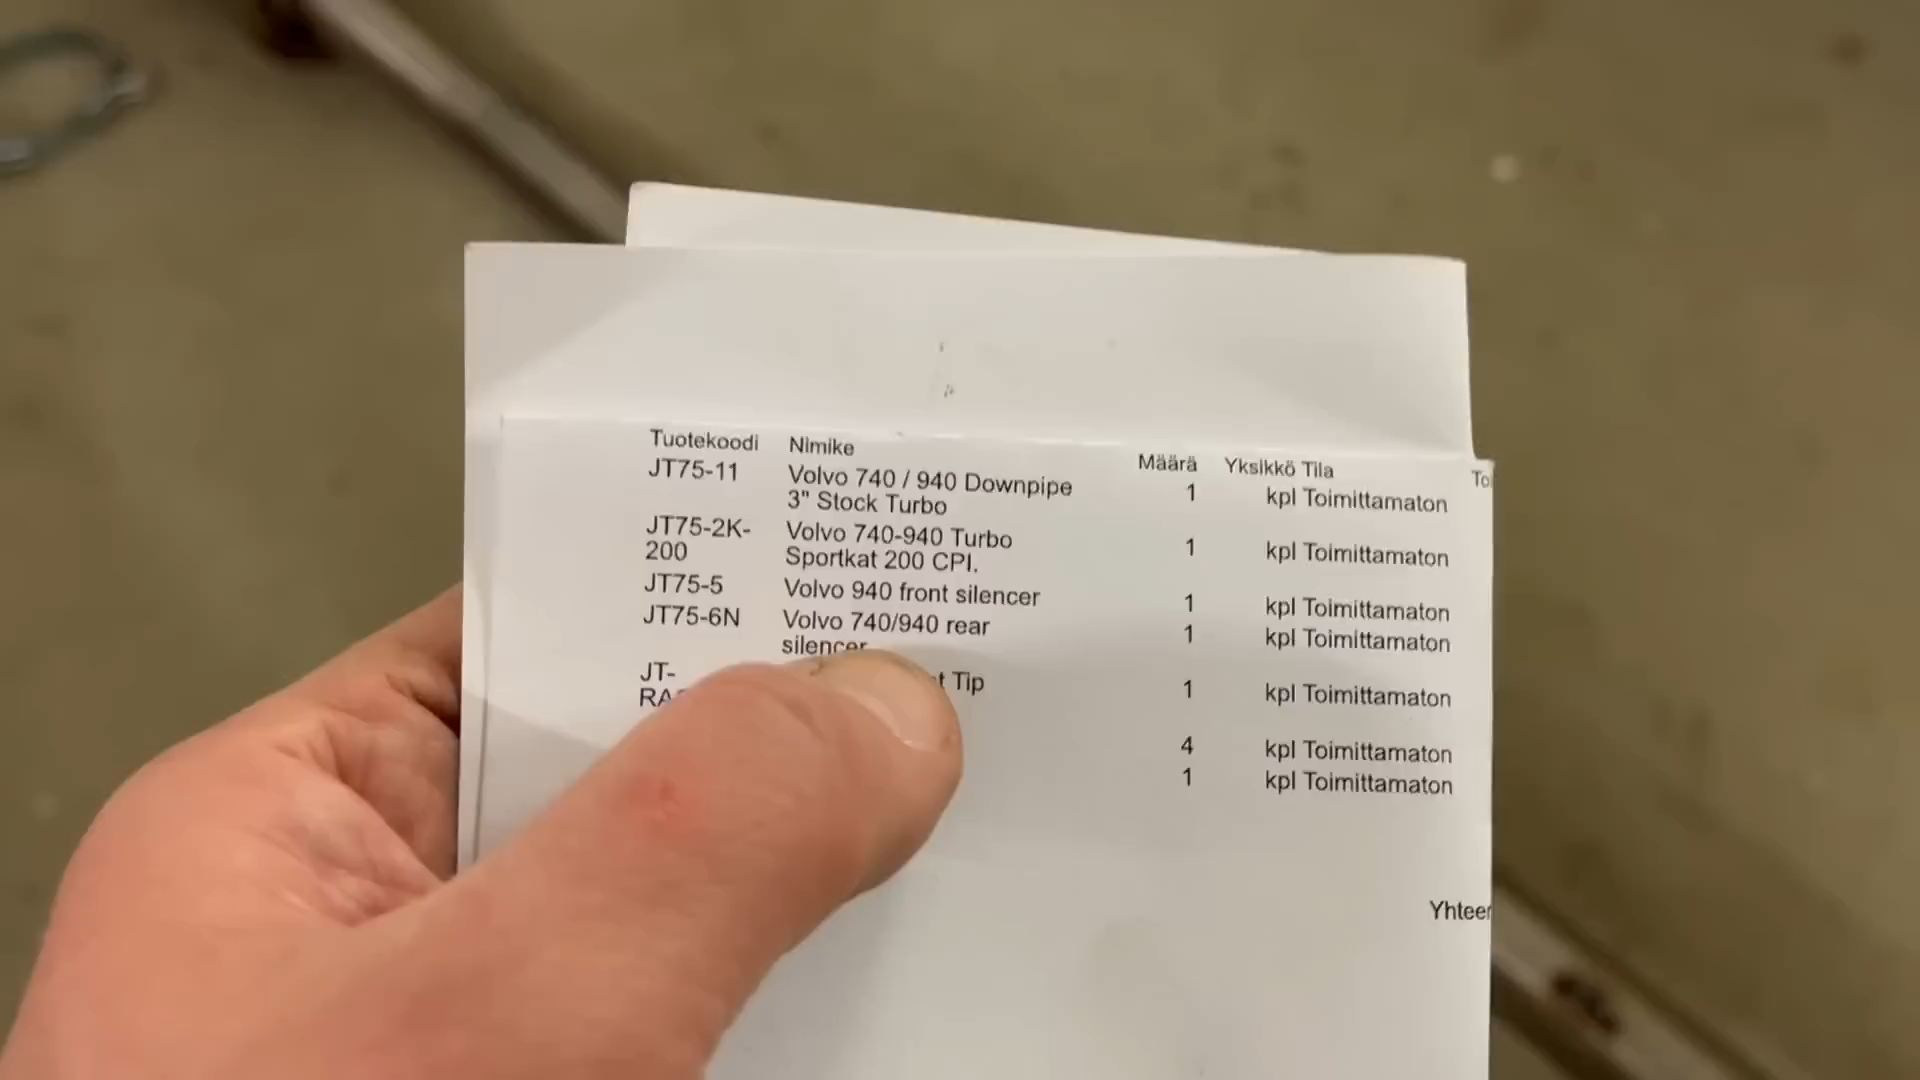 Tuotekoodi Nimike Määrä Yksikkö Tila
JT75-11 Volvo 740 / 940 Downpipe 1 kpl Toimittamaton
3" Stock Turbo
JT75-2K- Volvo 740-940 Turbo 1 kpl Toimittamaton
200 Sportkat 200 CPI.
JT75-5 Volvo 940 front silencer 1 kpl Toimittamaton
JT75-6N Volvo 740/940 rear 1 kpl Toimittamaton
silencer
JT- Tip 1 kpl Toimittamaton
4 kpl Toimittamaton
1 kpl Toimittamaton